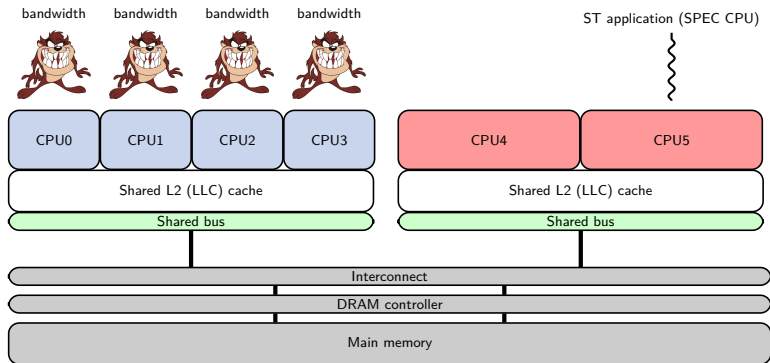 bandwidth bandwidth bandwidth bandwidth
ST application (SPEC CPU)
CPU0 CPU1 CPU2 CPU3 CPU4 CPU5
Shared L2 (LLC) cache Shared L2 (LLC) cache
Shared bus Shared bus
Interconnect
DRAM controller
Main memory